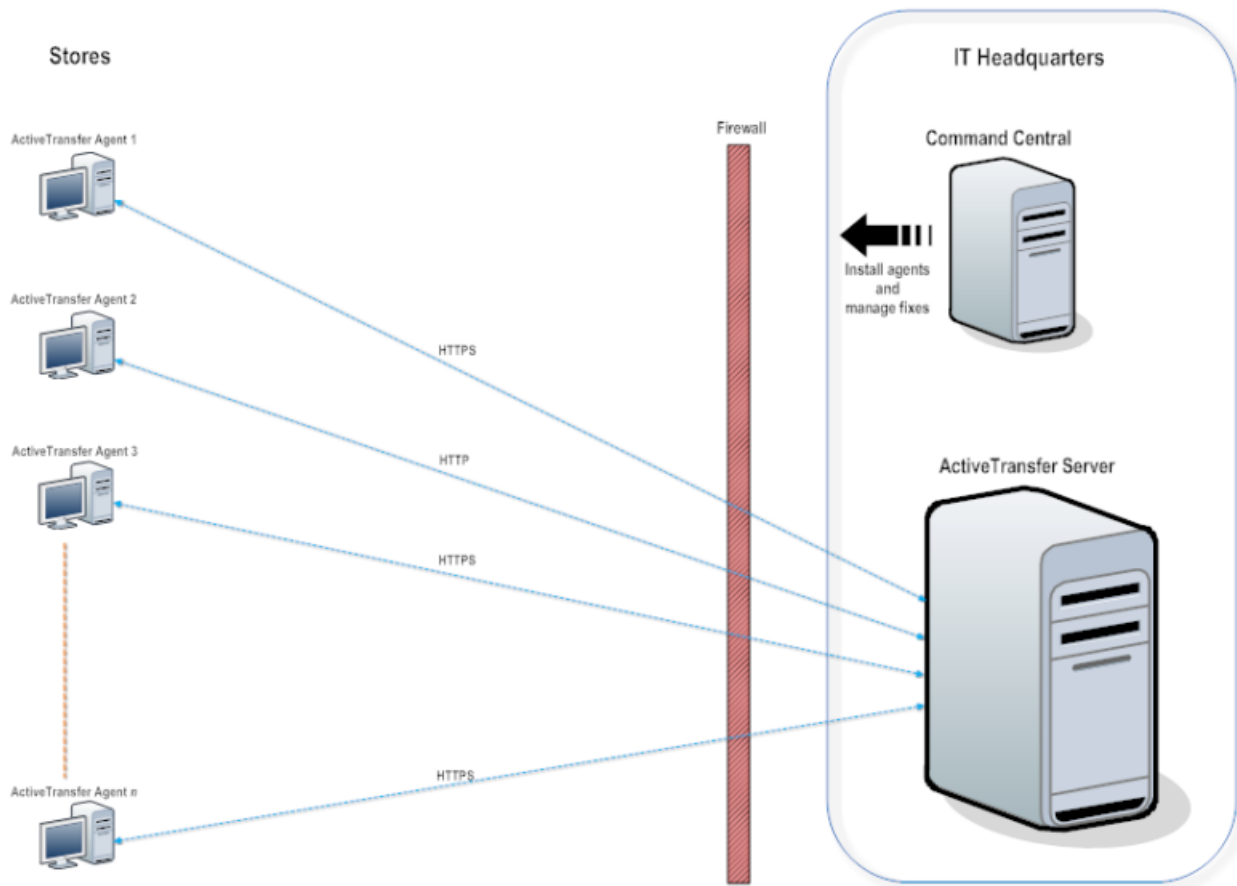 Stores
IT Headquarters
ActiveTransfer Agent 1
Firewall
Command Central
Install agents
and
manage fixes
ActiveTransfer Agent 2
HTTPS
ActiveTransfer Agent 3
HTTP
ActiveTransfer Server
HTTPS
HTTPS
ActiveTransfer Agent n